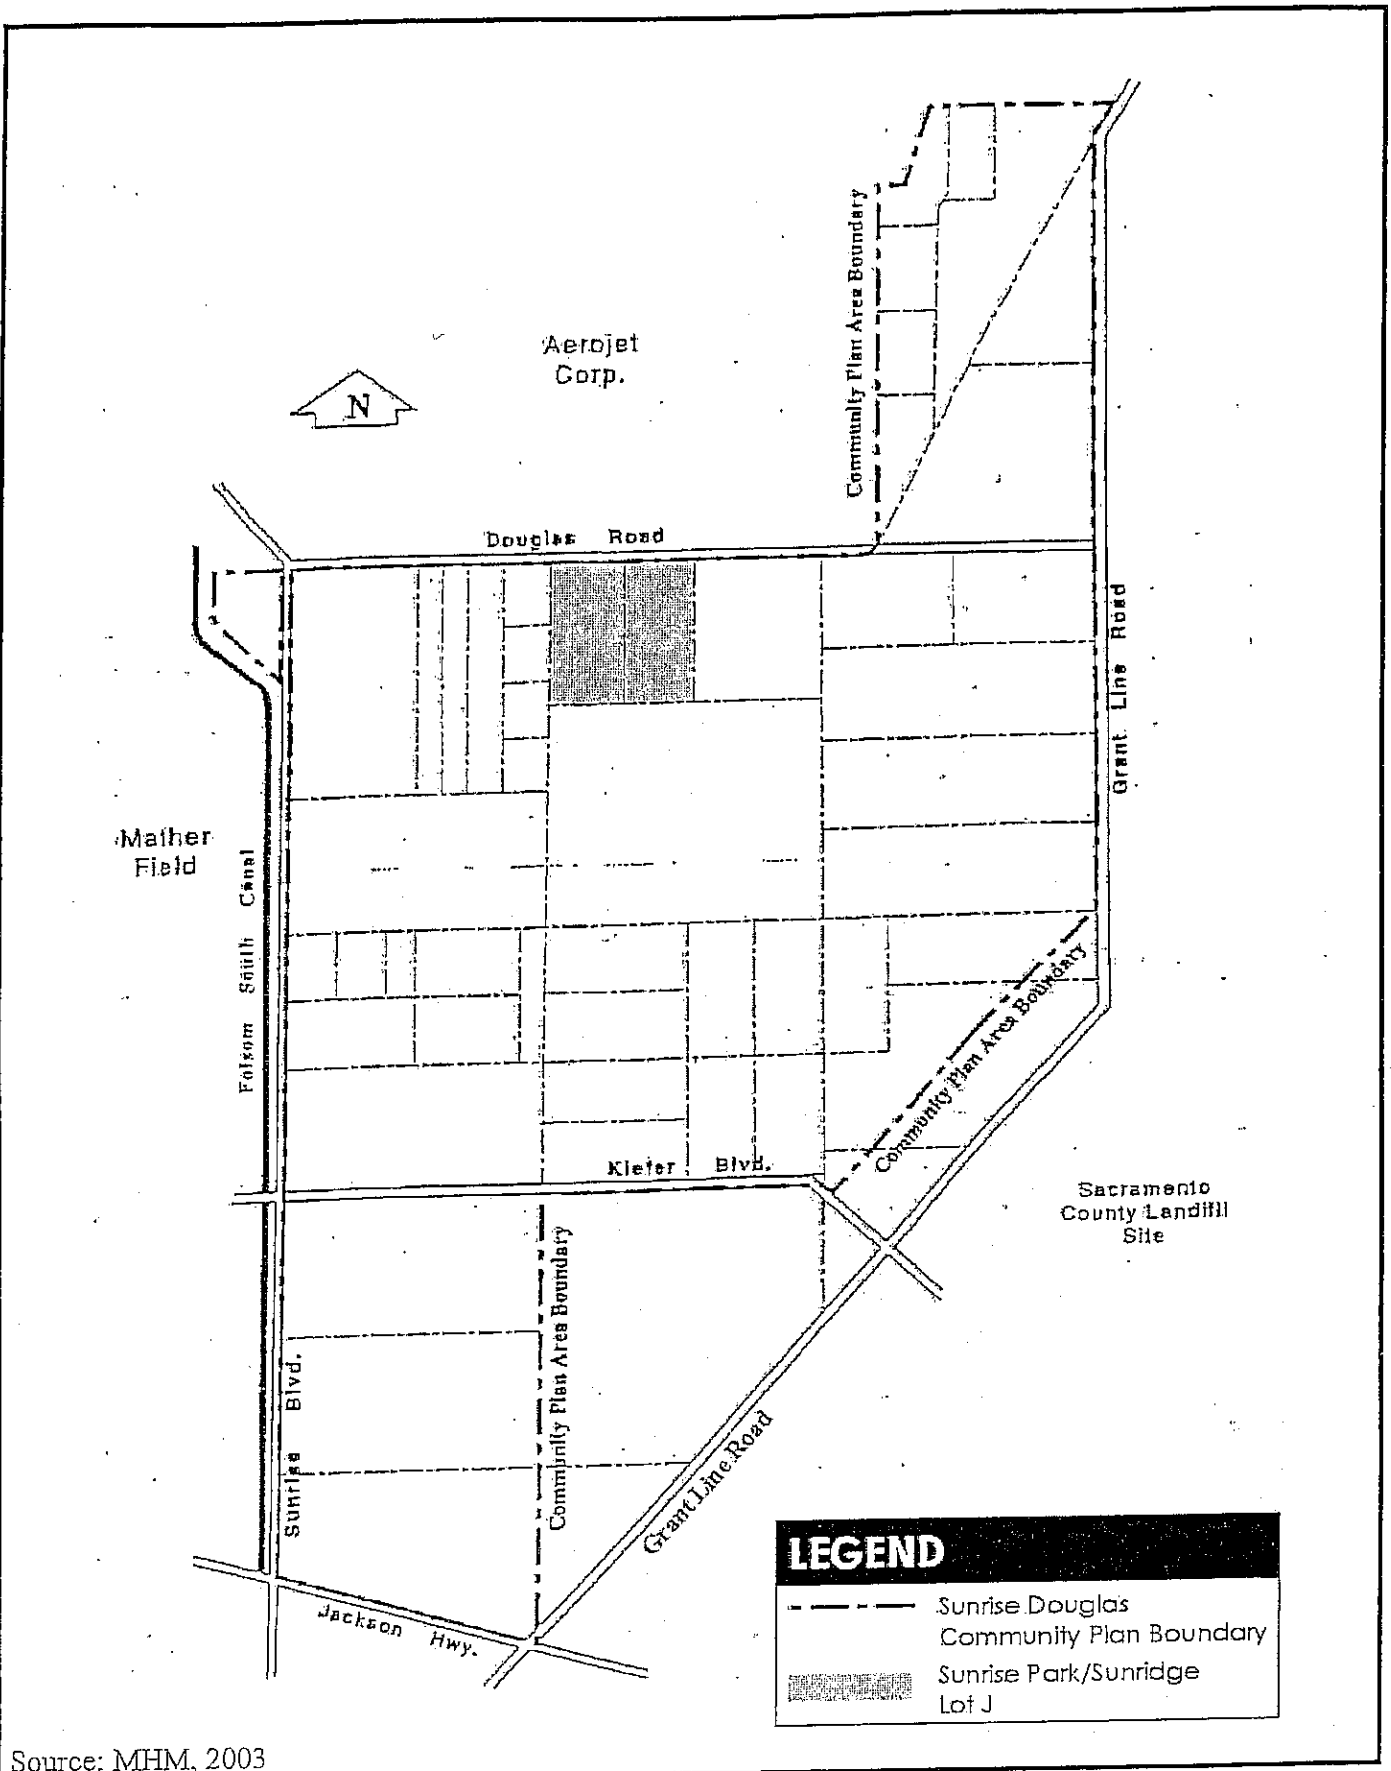 Community Plan Area Boundary
Aerojet
Corp.
N
Douglas Road
Grant Line Road
Mather
Field
Folsom South Canal
Community Plan Area Boundary
Kiefer Blvd.
Sacramento
County Landfill
Site
Community Plan Area Boundary
Sunrise Blvd.
Grant Line Road
Jackson Hwy.
LEGEND
Sunrise Douglas
Community Plan Boundary
Sunrise Park/Sunridge
Lot J
Source: MHM, 2003